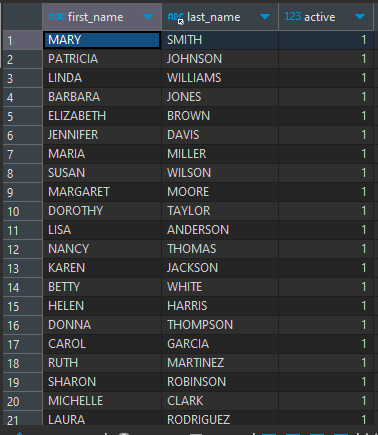 ABC first_name ABC last_name 123 active
1 MARY SMITH 1
2 PATRICIA JOHNSON 1
3 LINDA WILLIAMS 1
4 BARBARA JONES 1
5 ELIZABETH BROWN 1
6 JENNIFER DAVIS 1
7 MARIA MILLER 1
8 SUSAN WILSON 1
9 MARGARET MOORE 1
10 DOROTHY TAYLOR 1
11 LISA ANDERSON 1
12 NANCY THOMAS 1
13 KAREN JACKSON 1
14 BETTY WHITE 1
15 HELEN HARRIS 1
16 DONNA THOMPSON 1
17 CAROL GARCIA 1
18 RUTH MARTINEZ 1
19 SHARON ROBINSON 1
20 MICHELLE CLARK 1
21 LAURA RODRIGUEZ 1